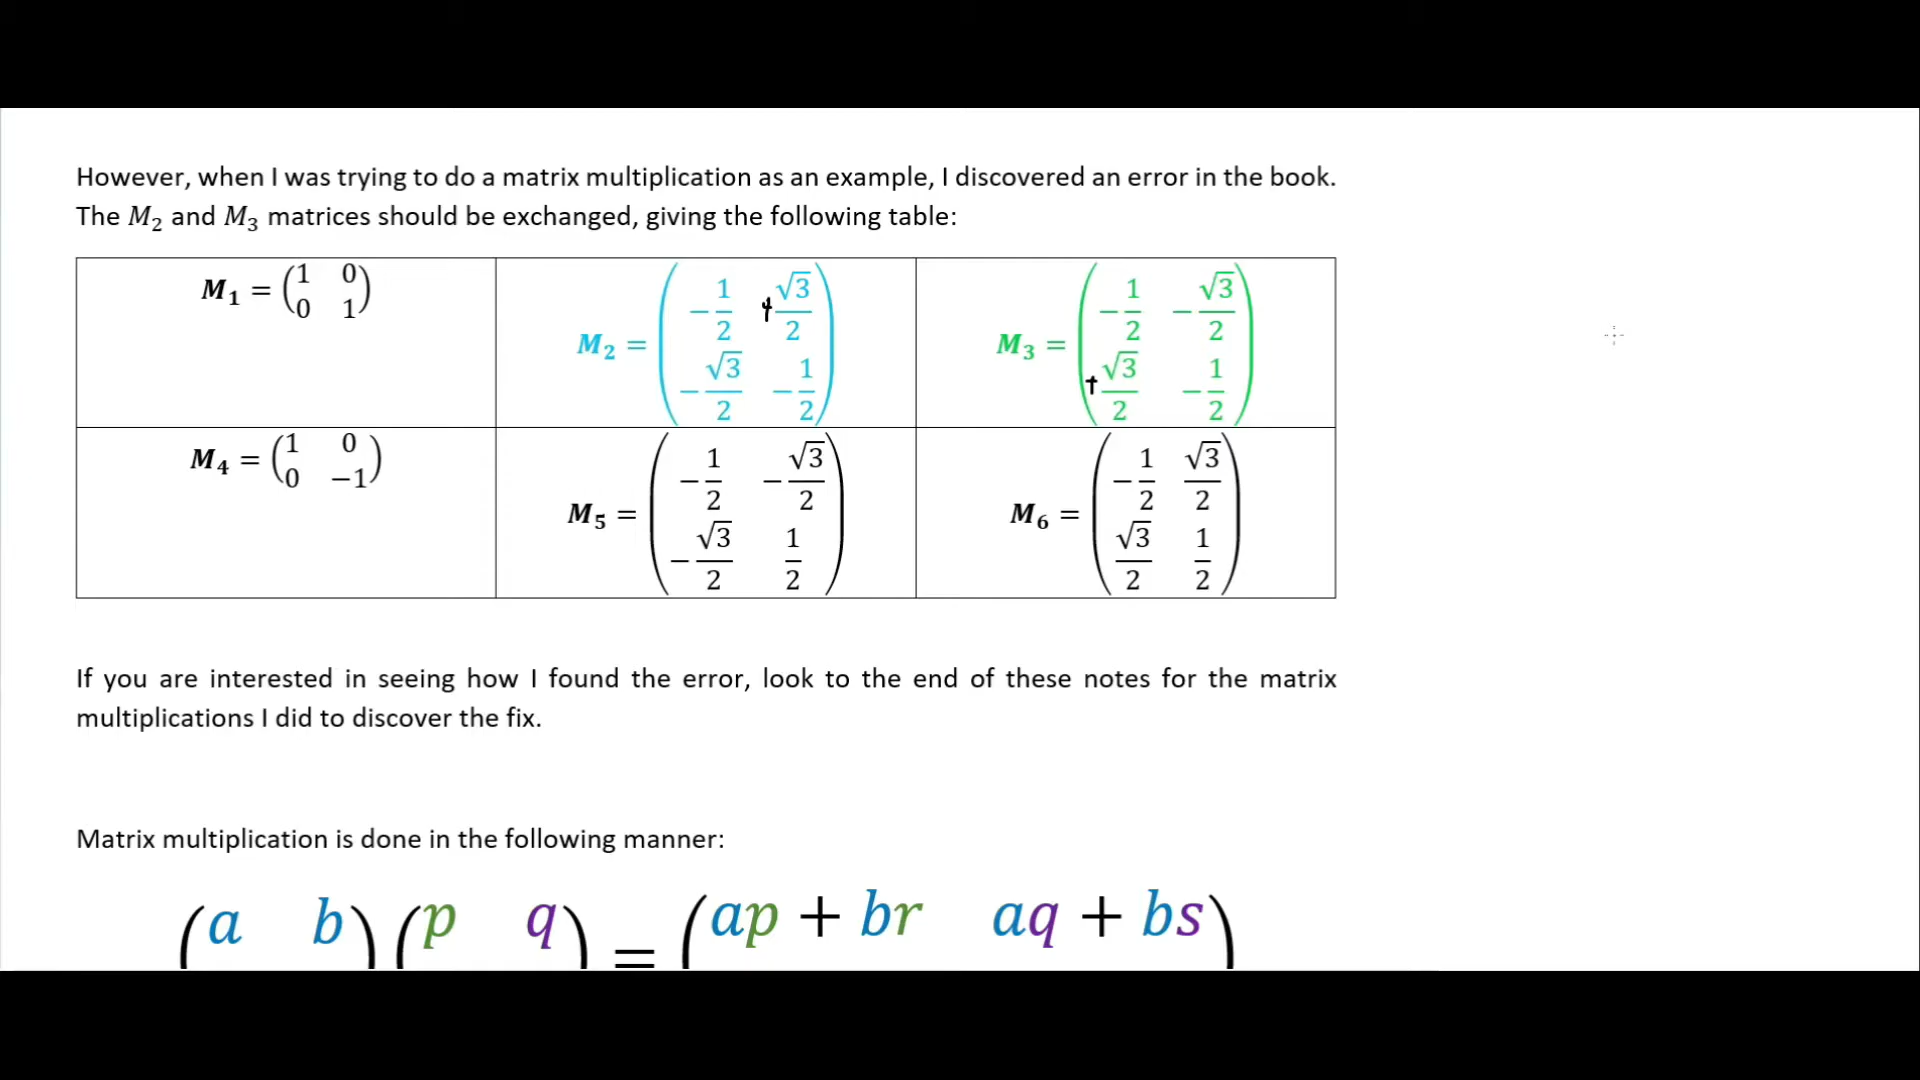 However, when I was trying to do a matrix multiplication as an example, I discovered an error in the book.
The M₂ and M₃ matrices should be exchanged, giving the following table:
M₁ = (1 0; 0 1)
M₂ = (−1/2 +√3/2; −√3/2 −1/2)
M₃ = (−1/2 −√3/2; +√3/2 −1/2)
M₄ = (1 0; 0 −1)
M₅ = (−1/2 −√3/2; −√3/2 1/2)
M₆ = (−1/2 √3/2; √3/2 1/2)
If you are interested in seeing how I found the error, look to the end of these notes for the matrix
multiplications I did to discover the fix.
Matrix multiplication is done in the following manner:
(a b)(p q) = (ap + br aq + bs)